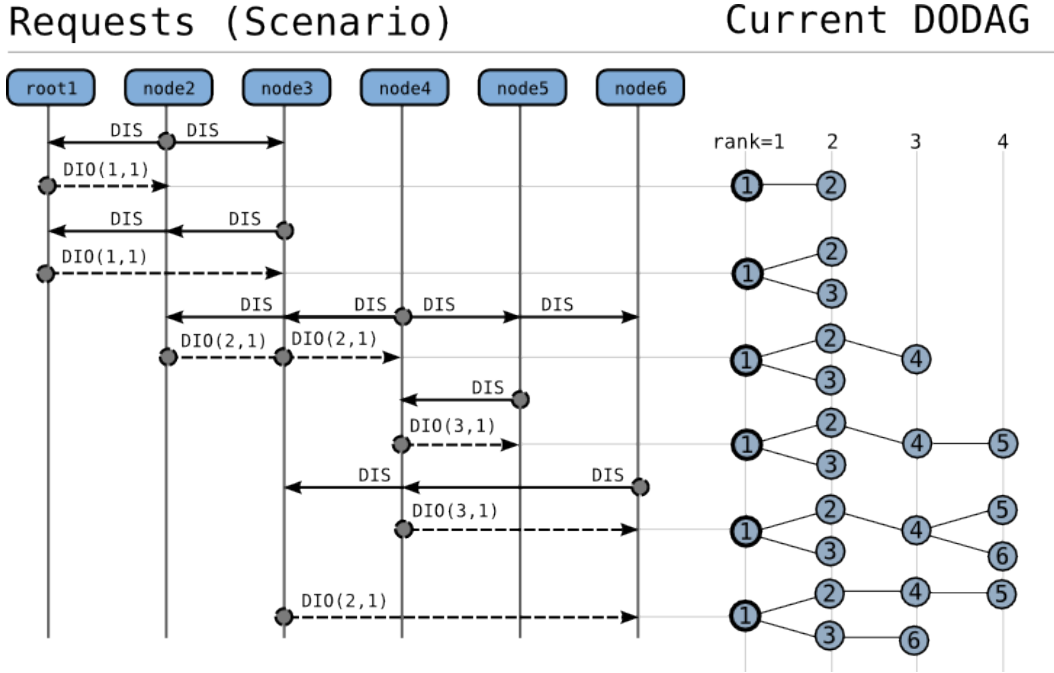 Requests (Scenario) Current DODAG
root1 node2 node3 node4 node5 node6
DIS DIS
rank=1 2 3 4
DIO(1,1)
1 2
DIS DIS
2
DIO(1,1)
1
3
DIS DIS DIS DIS
DIO(2,1) DIO(2,1)
2
1 4
3
DIS
DIO(3,1)
2
1 4 5
3
DIS DIS
DIO(3,1)
2 5
1 4
3 6
DIO(2,1)
2 4 5
1
3 6